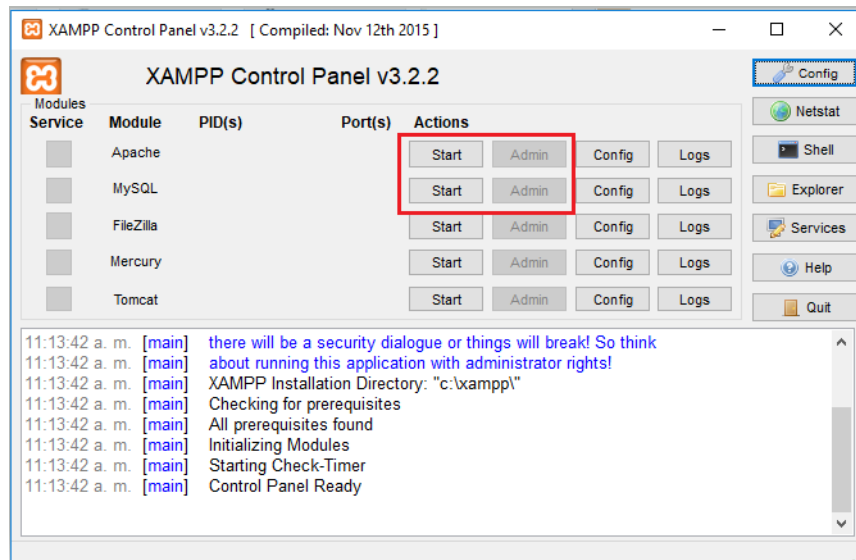 XAMPP Control Panel v3.2.2 [ Compiled: Nov 12th 2015 ]
XAMPP Control Panel v3.2.2
Config
Modules
Service Module PID(s) Port(s) Actions
Netstat
Apache Start Admin Config Logs
Shell
MySQL Start Admin Config Logs
Explorer
FileZilla Start Admin Config Logs
Services
Mercury Start Admin Config Logs
Help
Tomcat Start Admin Config Logs
Quit
11:13:42 a. m. [main] there will be a security dialogue or things will break! So think
11:13:42 a. m. [main] about running this application with administrator rights!
11:13:42 a. m. [main] XAMPP Installation Directory: "c:\xampp\"
11:13:42 a. m. [main] Checking for prerequisites
11:13:42 a. m. [main] All prerequisites found
11:13:42 a. m. [main] Initializing Modules
11:13:42 a. m. [main] Starting Check-Timer
11:13:42 a. m. [main] Control Panel Ready